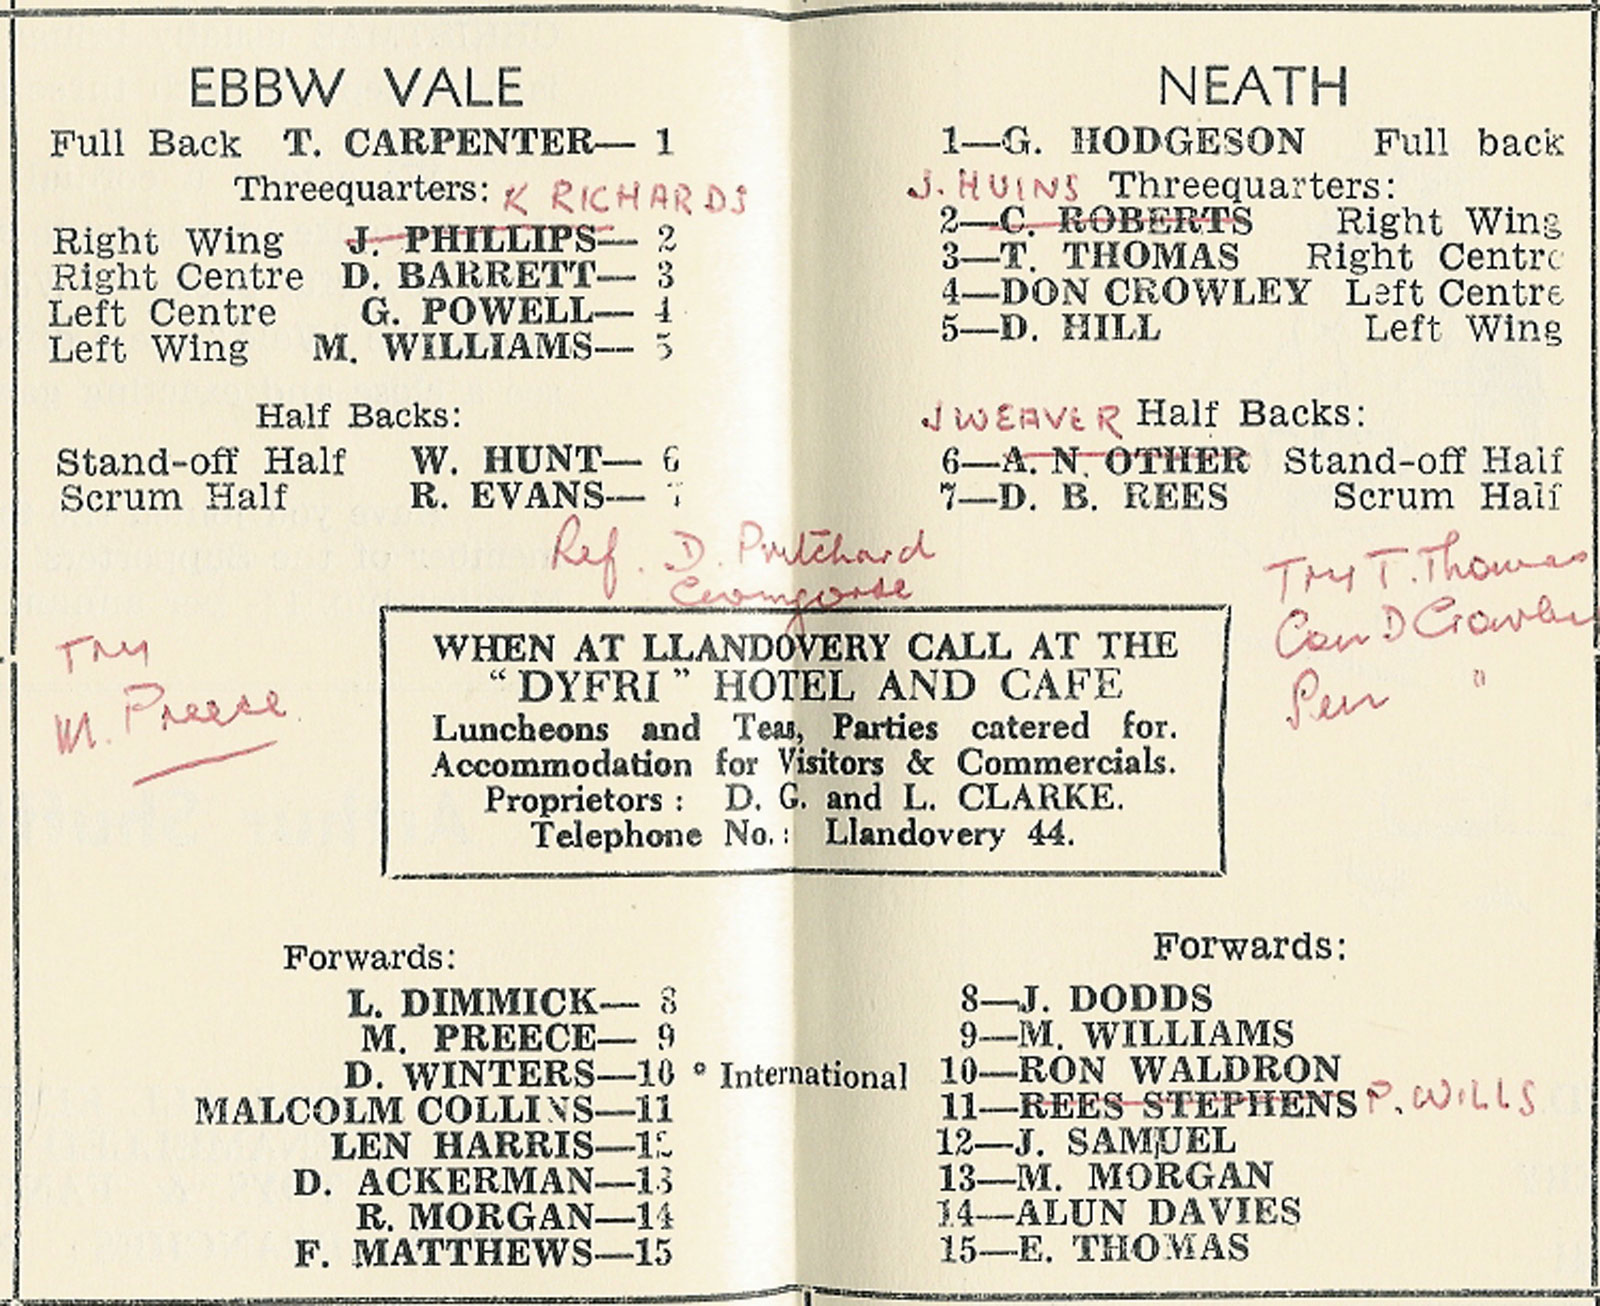 EBBW VALE
Full Back T. CARPENTER— 1
Threequarters: K RICHARDS
Right Wing J. PHILLIPS— 2
Right Centre D. BARRETT— 3
Left Centre G. POWELL— 4
Left Wing M. WILLIAMS— 5
Half Backs:
Stand-off Half W. HUNT— 6
Scrum Half R. EVANS— 7
NEATH
1—G. HODGESON Full back
J. HUINS Threequarters:
2—C. ROBERTS Right Wing
3—T. THOMAS Right Centre
4—DON CROWLEY Left Centre
5—D. HILL Left Wing
J WEAVER Half Backs:
6—A. N. OTHER Stand-off Half
7—D. B. REES Scrum Half
Ref. D. Pritchard
Try
M. Preese
Try T. Thomas
Con D Crowley
Pen "
WHEN AT LLANDOVERY CALL AT THE
"DYFRI" HOTEL AND CAFE
Luncheons and Teas, Parties catered for.
Accommodation for Visitors & Commercials.
Proprietors: D. G. and L. CLARKE.
Telephone No.: Llandovery 44.
Forwards:
L. DIMMICK— 8
M. PREECE— 9
D. WINTERS—10
MALCOLM COLLINS—11
LEN HARRIS—12
D. ACKERMAN—13
R. MORGAN—14
F. MATTHEWS—15
° International
Forwards:
8—J. DODDS
9—M. WILLIAMS
10—RON WALDRON
11—REES STEPHENS° P. WILLS
12—J. SAMUEL
13—M. MORGAN
14—ALUN DAVIES
15—E. THOMAS